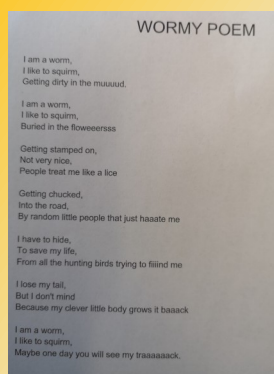 WORMY POEM
I am a worm,
I like to squirm,
Getting dirty in the muuuud.
I am a worm,
I like to squirm,
Buried in the floweeersss
Getting stamped on,
Not very nice,
People treat me like a lice
Getting chucked,
Into the road,
By random little people that just haaate me
I have to hide,
To save my life,
From all the hunting birds trying to fiiind me
I lose my tail,
But I don't mind
Because my clever little body grows it baaack
I am a worm,
I like to squirm,
Maybe one day you will see my traaaaaack.